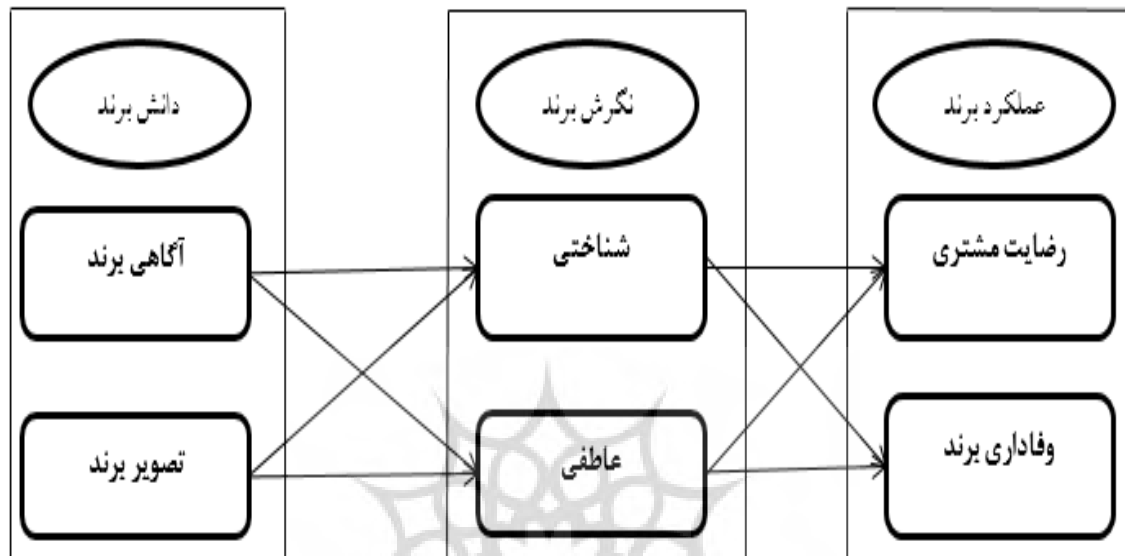 دانش برند
نگرش برند
عملکرد برند
آگاهی برند
شناختی
رضایت مشتری
تصویر برند
عاطفی
وفاداری برند